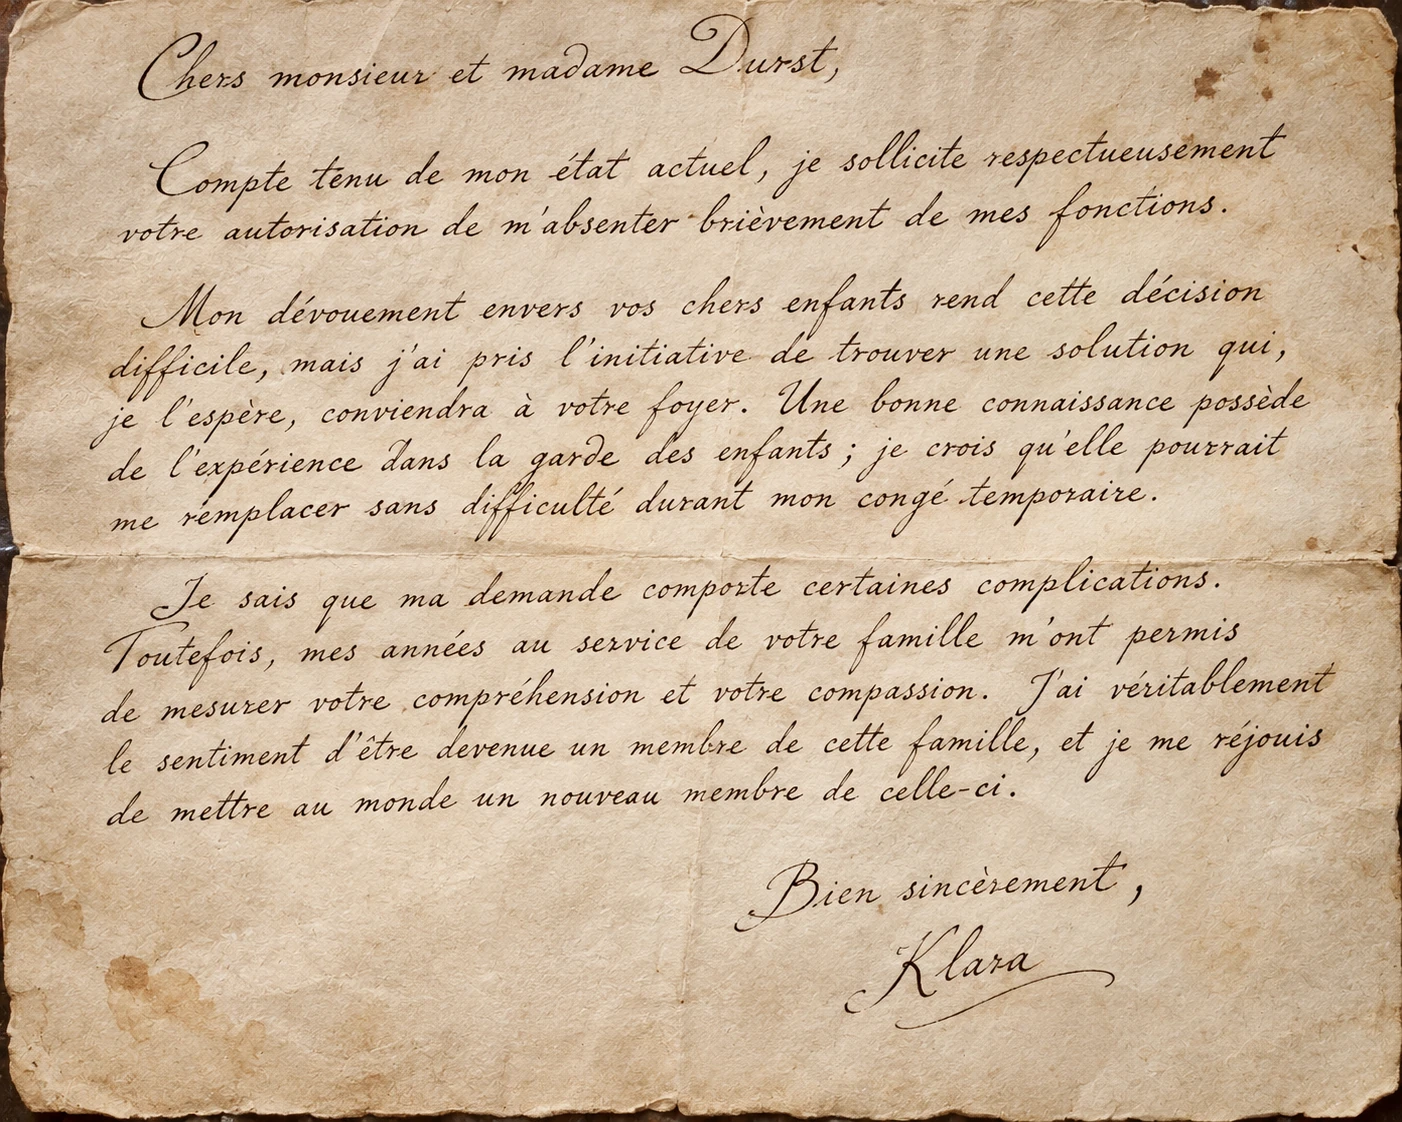 Chers monsieur et madame Durst,
Compte tenu de mon état actuel, je sollicite respectueusement
votre autorisation de m'absenter brièvement de mes fonctions.
Mon dévouement envers vos chers enfants rend cette décision
difficile, mais j'ai pris l'initiative de trouver une solution qui,
je l'espère, conviendra à votre foyer. Une bonne connaissance possède
de l'expérience dans la garde des enfants ; je crois qu'elle pourrait
me remplacer sans difficulté durant mon congé temporaire.
Je sais que ma demande comporte certaines complications.
Toutefois, mes années au service de votre famille m'ont permis
de mesurer votre compréhension et votre compassion. J'ai véritablement
le sentiment d'être devenue un membre de cette famille, et je me réjouis
de mettre au monde un nouveau membre de celle-ci.
Bien sincèrement,
Klara